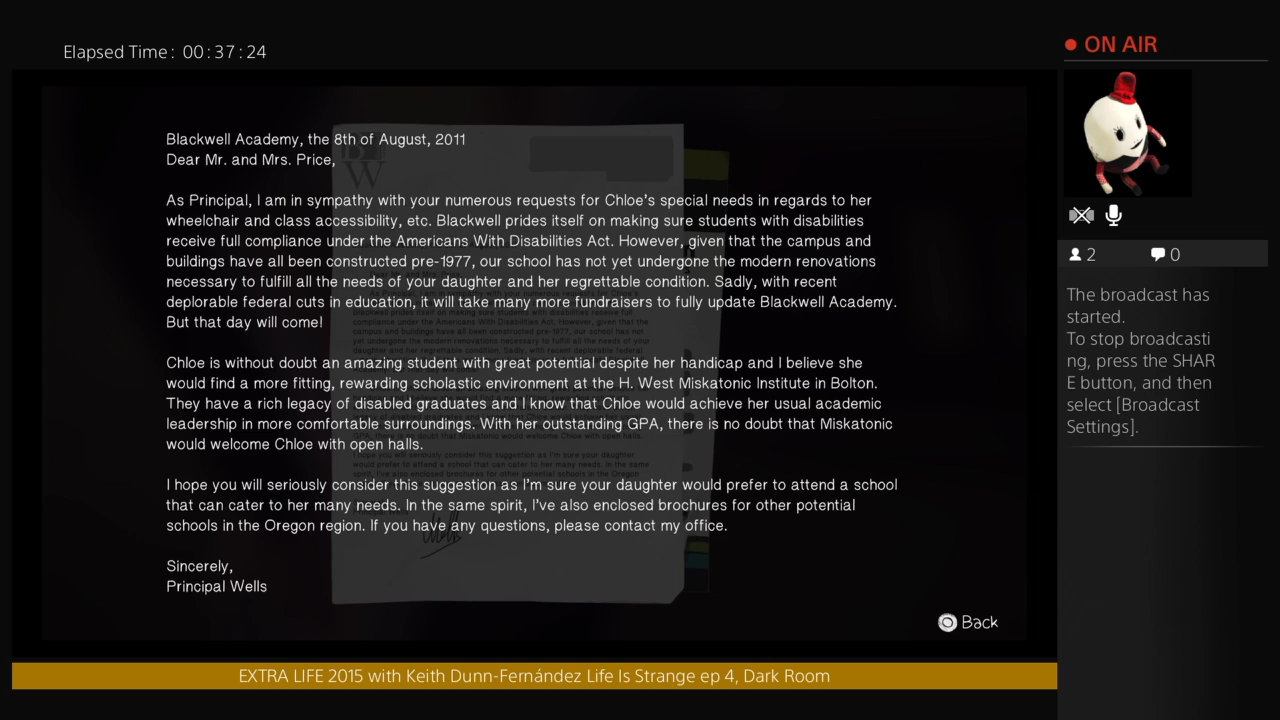 Elapsed Time: 00:37:24
ON AIR
Blackwell Academy, the 8th of August, 2011
Dear Mr. and Mrs. Price,
As Principal, I am in sympathy with your numerous requests for Chloe's special needs in regards to her
wheelchair and class accessibility, etc. Blackwell prides itself on making sure students with disabilities
receive full compliance under the Americans With Disabilities Act. However, given that the campus and
buildings have all been constructed pre-1977, our school has not yet undergone the modern renovations
necessary to fulfill all the needs of your daughter and her regrettable condition. Sadly, with recent
deplorable federal cuts in education, it will take many more fundraisers to fully update Blackwell Academy.
But that day will come!
Chloe is without doubt an amazing student with great potential despite her handicap and I believe she
would find a more fitting, rewarding scholastic environment at the H. West Miskatonic Institute in Bolton.
They have a rich legacy of disabled graduates and I know that Chloe would achieve her usual academic
leadership in more comfortable surroundings. With her outstanding GPA, there is no doubt that Miskatonic
would welcome Chloe with open halls.
I hope you will seriously consider this suggestion as I'm sure your daughter would prefer to attend a school
that can cater to her many needs. In the same spirit, I've also enclosed brochures for other potential
schools in the Oregon region. If you have any questions, please contact my office.
Sincerely,
Principal Wells
Back
2
0
The broadcast has
started.
To stop broadcasti
ng, press the SHAR
E button, and then
select [Broadcast
Settings].
EXTRA LIFE 2015 with Keith Dunn-Fernández Life Is Strange ep 4, Dark Room